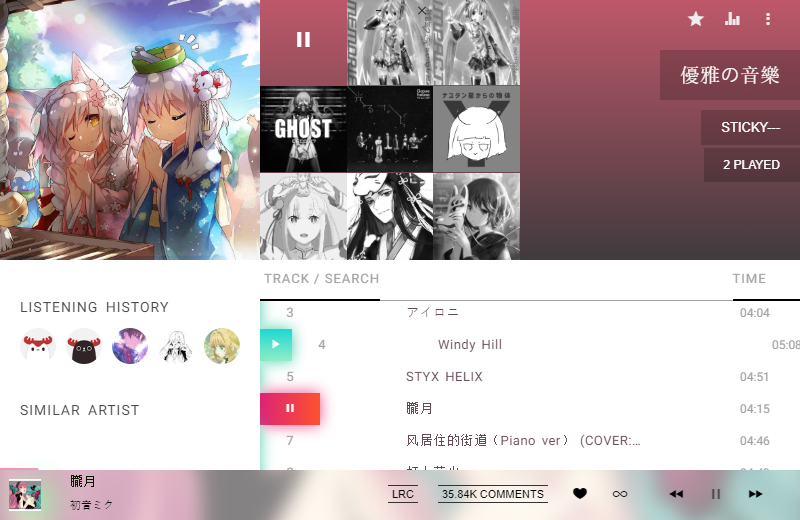 GHOST
ナユタン星からの物体
Y
優雅の音樂
STICKY---
2 PLAYED
LISTENING HISTORY
SIMILAR ARTIST
TRACK / SEARCH TIME
3 アイロニ 04:04
4 Windy Hill 05:08
5 STYX HELIX 04:51
朧月 04:15
7 风居住的街道（Piano ver） (COVER:... 04:46
朧月
初音ミク
LRC 35.84K COMMENTS